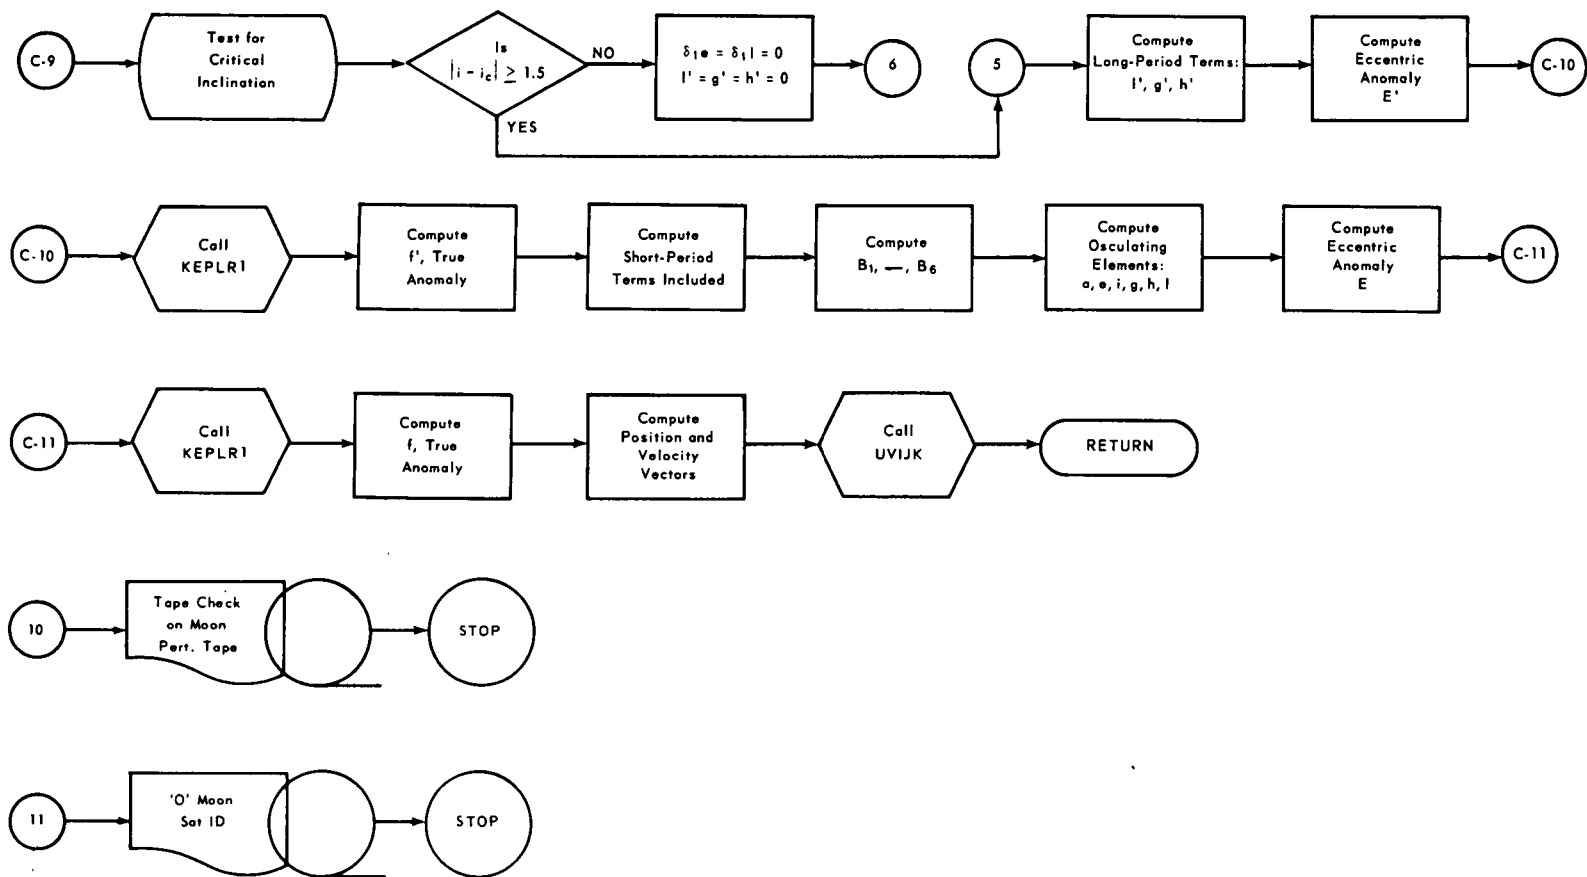 C-9
Test for
Critical
Inclination
Is
|i - i_c| ≥ 1.5
NO
YES
δ₁e = δ₁I = 0
l' = g' = h' = 0
6
5
Compute
Long-Period Terms:
l', g', h'
Compute
Eccentric
Anomaly
E'
C-10
C-10
Call
KEPLR1
Compute
f', True
Anomaly
Compute
Short-Period
Terms Included
Compute
B₁, —, B₆
Compute
Osculating
Elements:
a, e, i, g, h, l
Compute
Eccentric
Anomaly
E
C-11
C-11
Call
KEPLR1
Compute
f, True
Anomaly
Compute
Position and
Velocity
Vectors
Call
UVIJK
RETURN
10
Tape Check
on Moon
Pert. Tape
STOP
11
'O' Moon
Sat ID
STOP